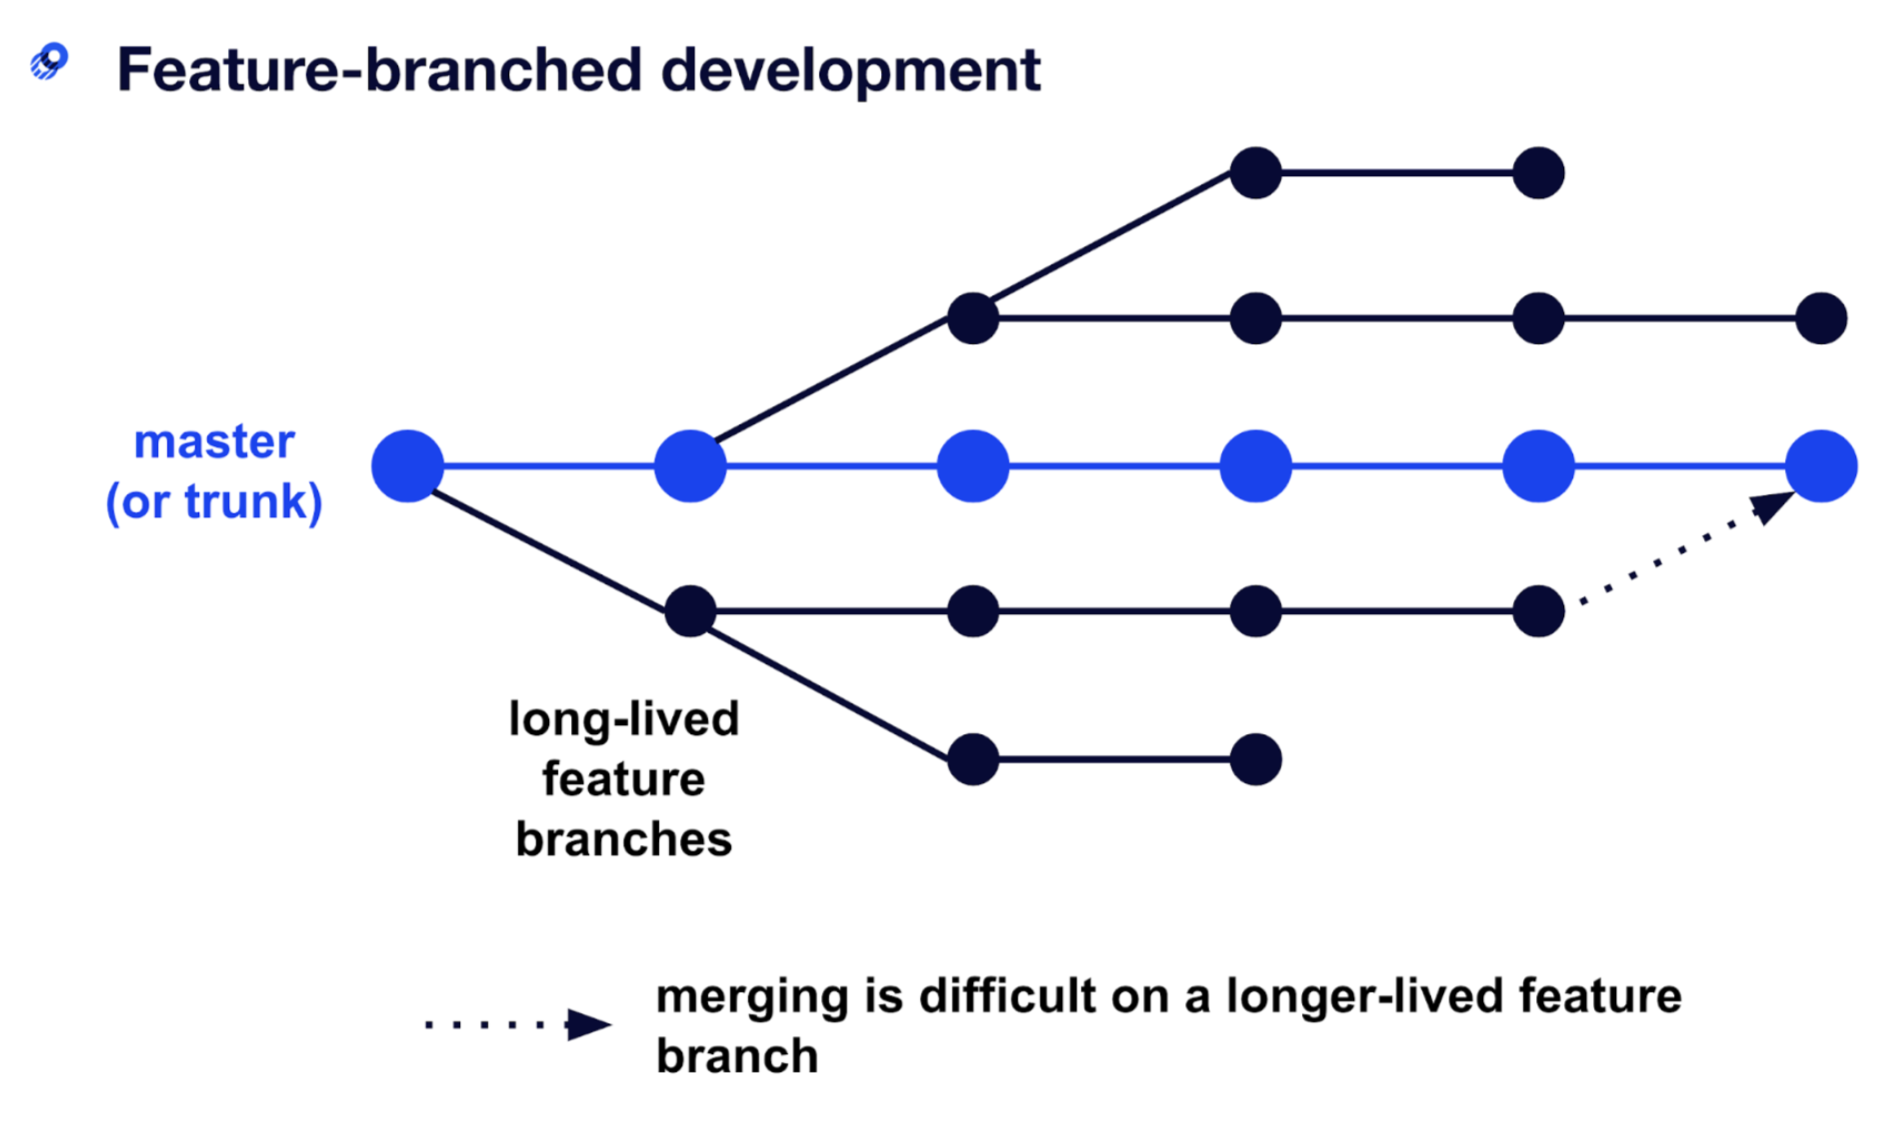 Feature-branched development
master
(or trunk)
long-lived
feature
branches
merging is difficult on a longer-lived feature
branch